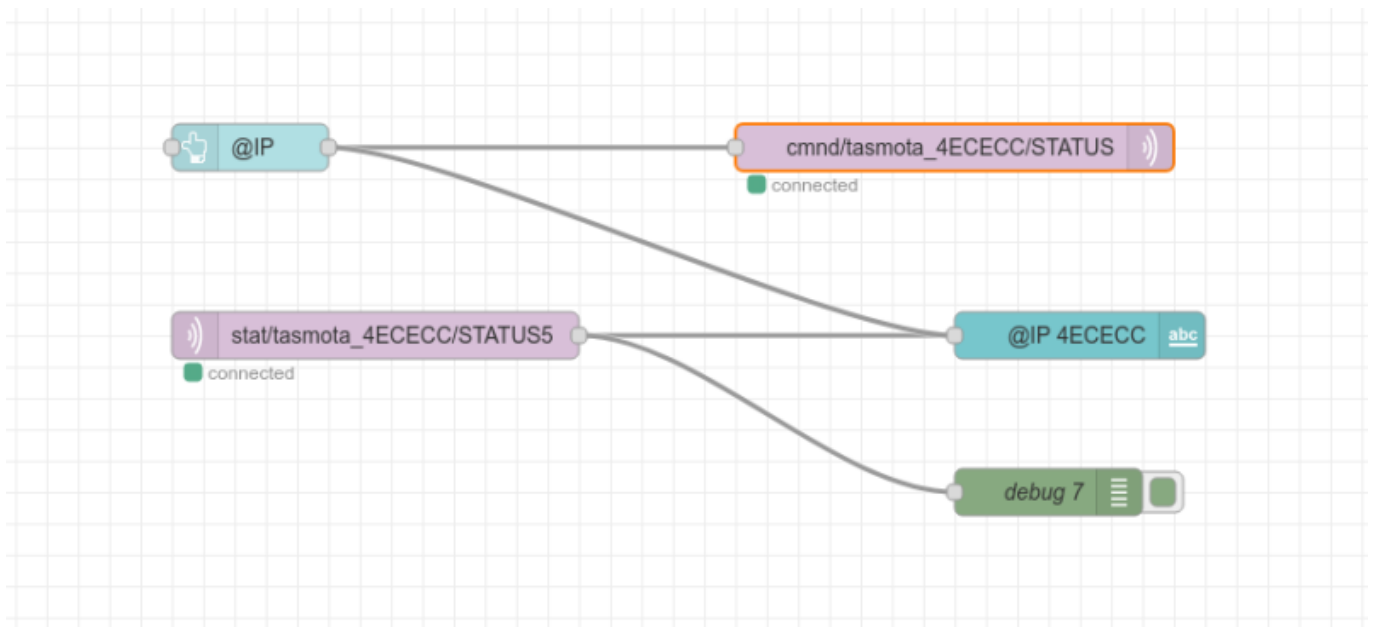 @IP
cmnd/tasmota_4ECECC/STATUS
connected
stat/tasmota_4ECECC/STATUS5
@IP 4ECECC
abc
connected
debug 7